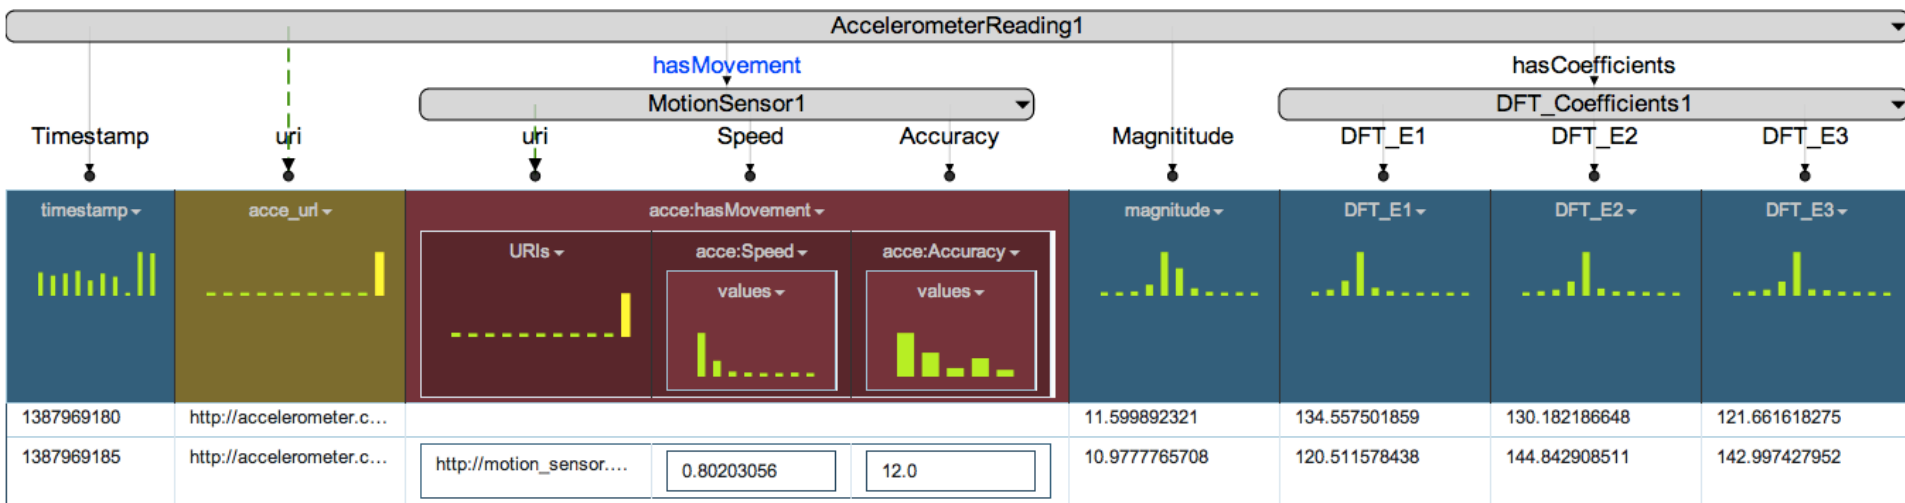 AccelerometerReading1
hasMovement hasCoefficients
MotionSensor1 DFT_Coefficients1
Timestamp uri uri Speed Accuracy Magnititude DFT_E1 DFT_E2 DFT_E3
timestamp acce_url acce:hasMovement magnitude DFT_E1 DFT_E2 DFT_E3
URIs acce:Speed acce:Accuracy
values values
1387969180 http://accelerometer.c... 11.599892321 134.557501859 130.182186648 121.661618275
1387969185 http://accelerometer.c... http://motion_sensor.... 0.80203056 12.0 10.9777765708 120.511578438 144.842908511 142.997427952